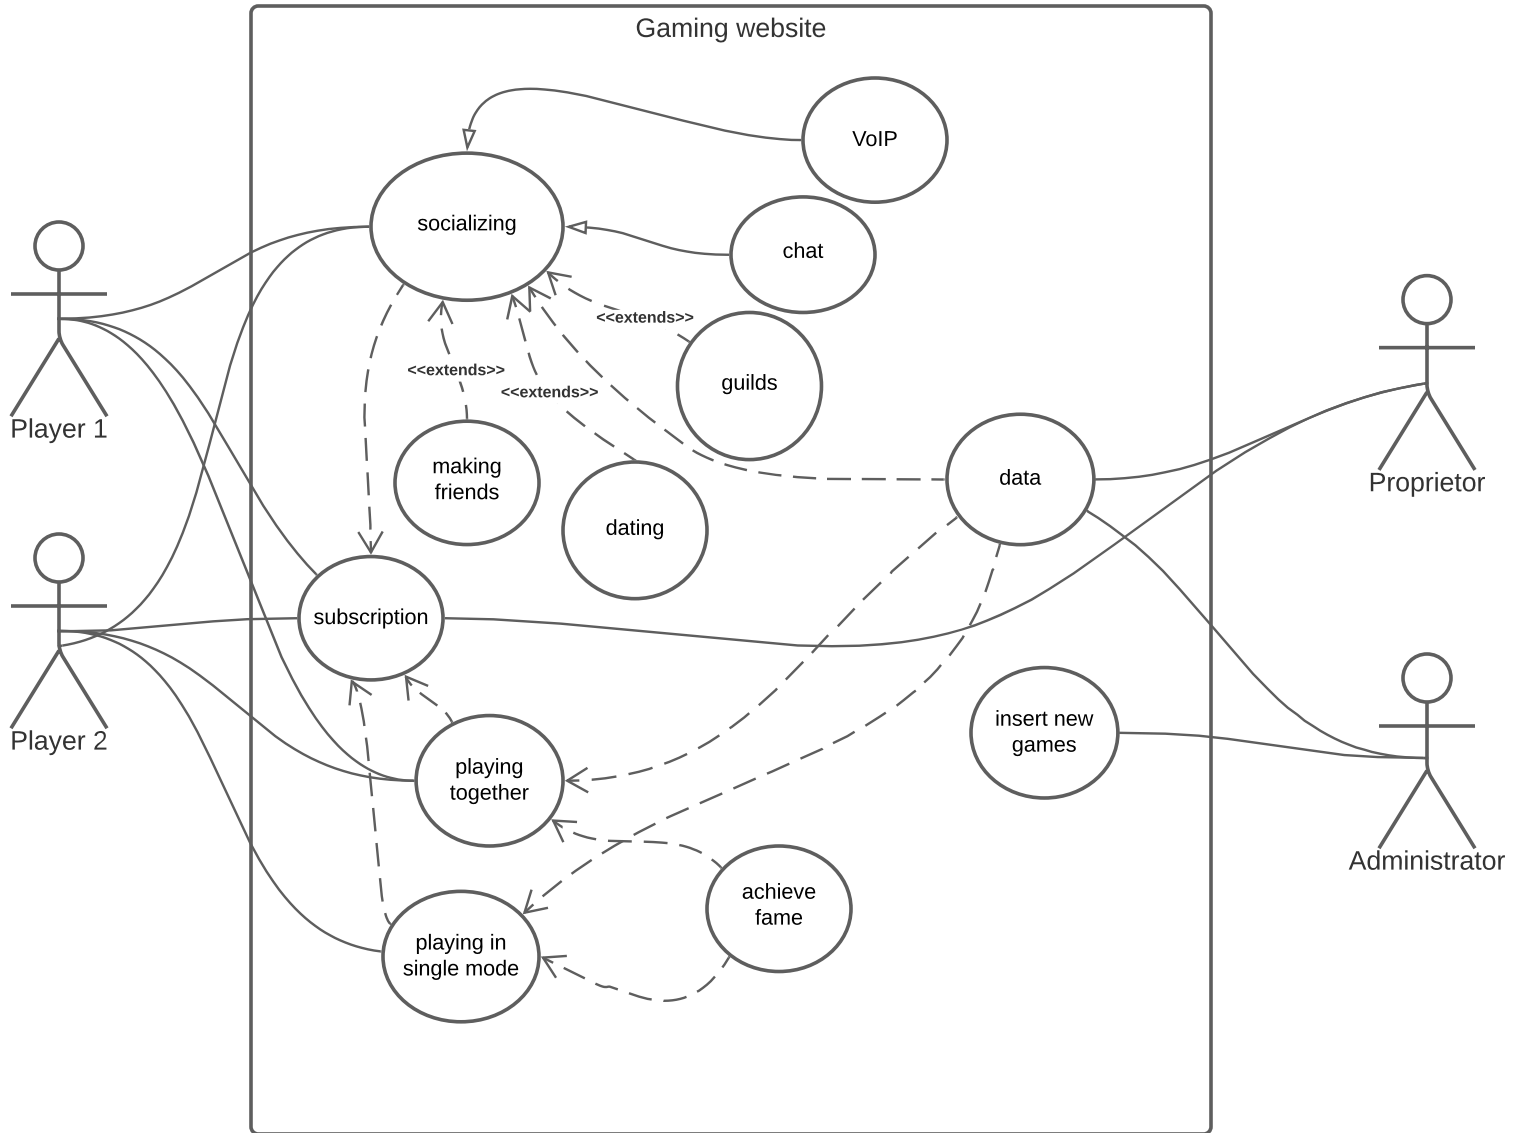 Gaming website
VoIP
socializing
chat
<<extends>>
<<extends>>
guilds
<<extends>>
Player 1
making
friends
data
Proprietor
dating
subscription
insert new
games
Player 2
playing
together
Administrator
achieve
fame
playing in
single mode